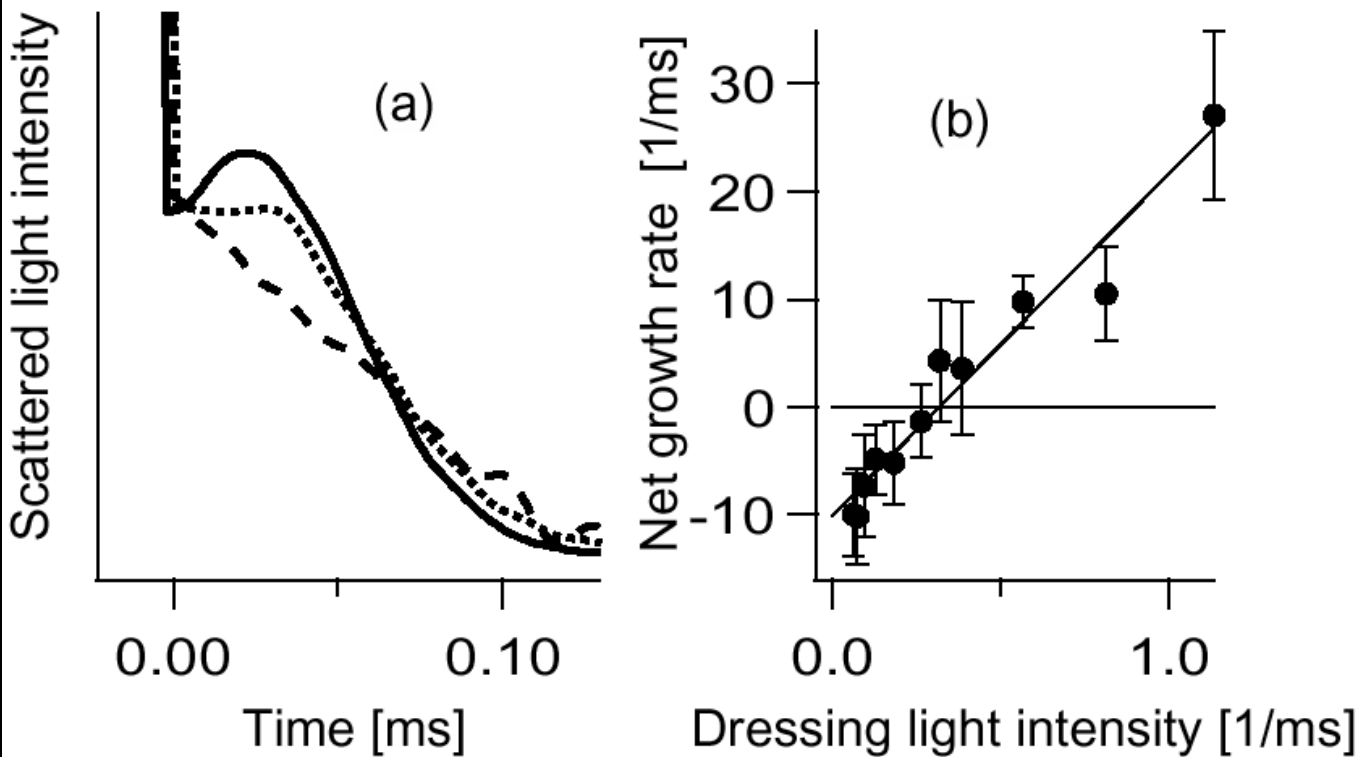 Scattered light intensity
(a)
0.00
0.10
Time [ms]
Net growth rate [1/ms]
(b)
30
20
10
0
-10
0.0
1.0
Dressing light intensity [1/ms]